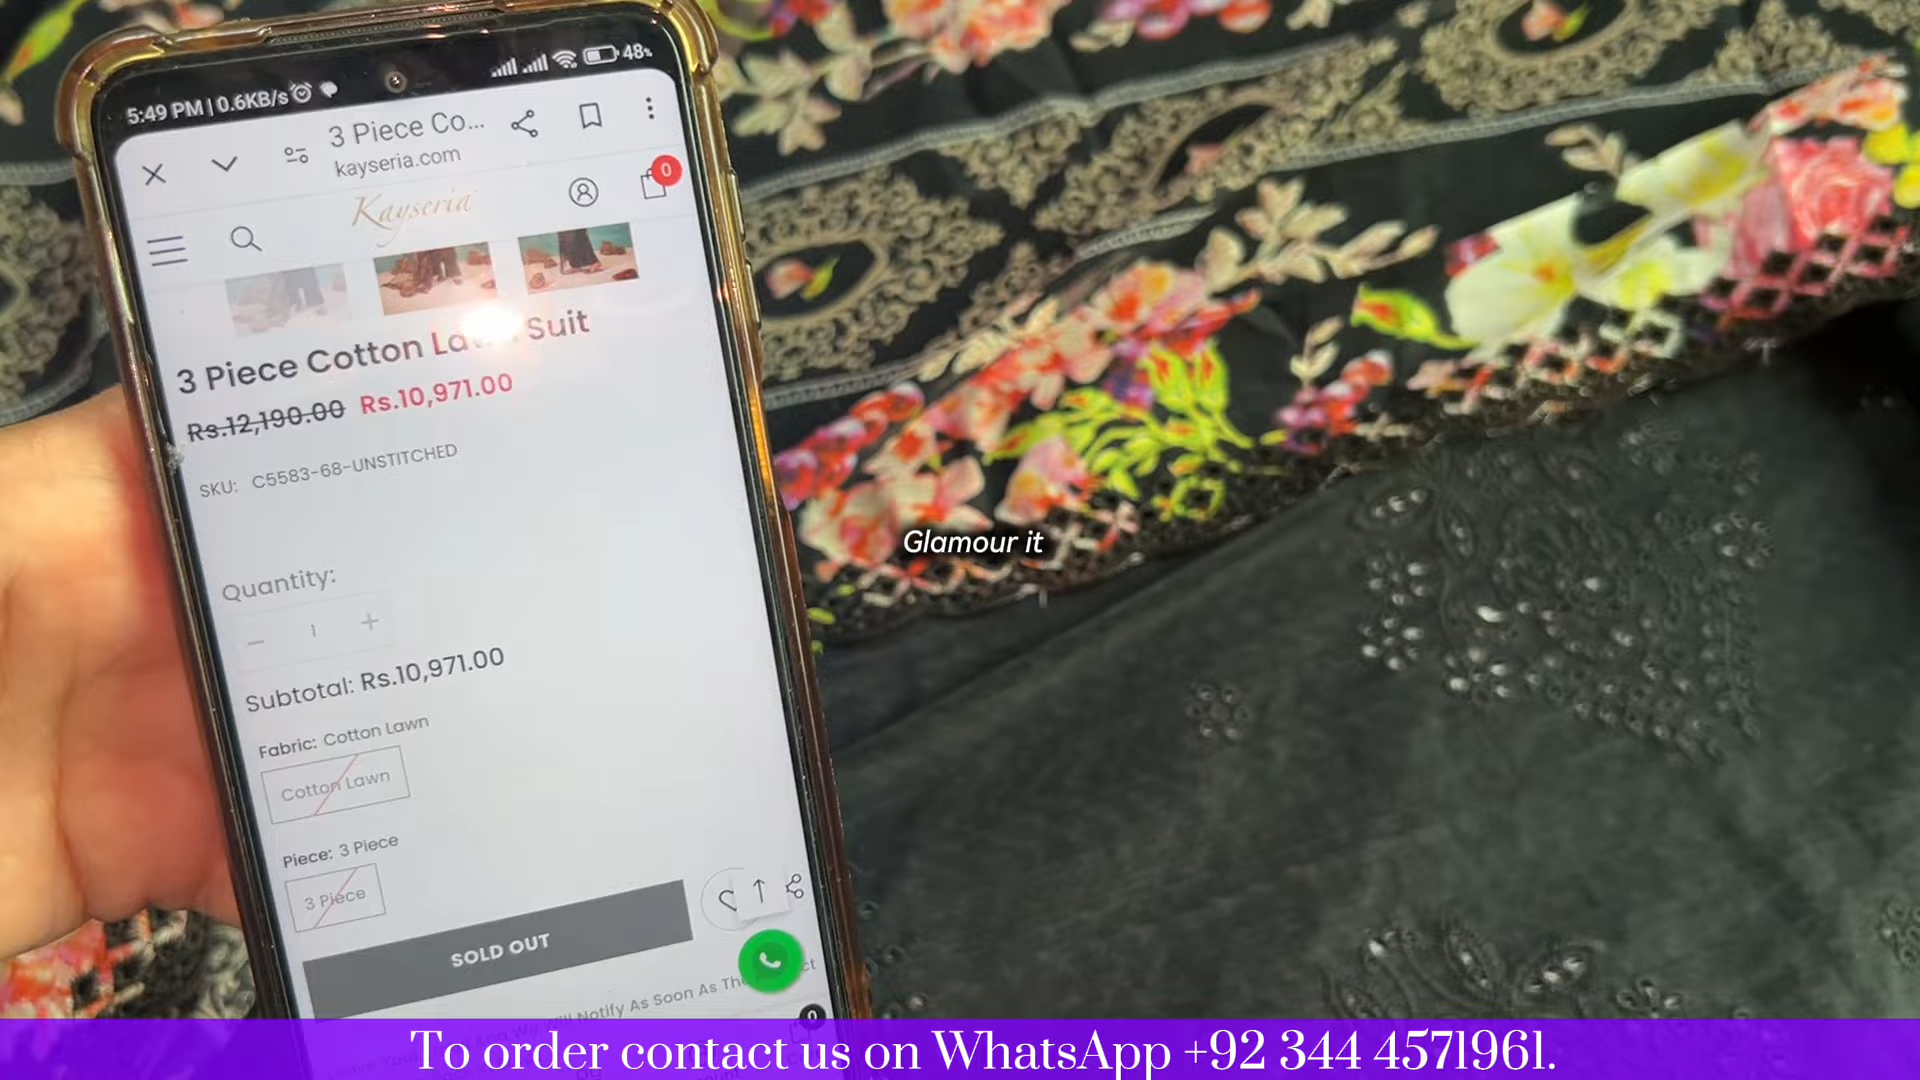 5:49 PM | 0.6KB/s
48%
3 Piece Co...
kayseria.com
Kayseria
0
3 Piece Cotton Lawn Suit
Rs.12,190.00 Rs.10,971.00
SKU: C5583-68-UNSTITCHED
Quantity:
− 1 +
Subtotal: Rs.10,971.00
Fabric: Cotton Lawn
Cotton Lawn
Piece: 3 Piece
3 Piece
SOLD OUT
Notify As Soon As
0
Glamour it
To order contact us on WhatsApp +92 344 4571961.